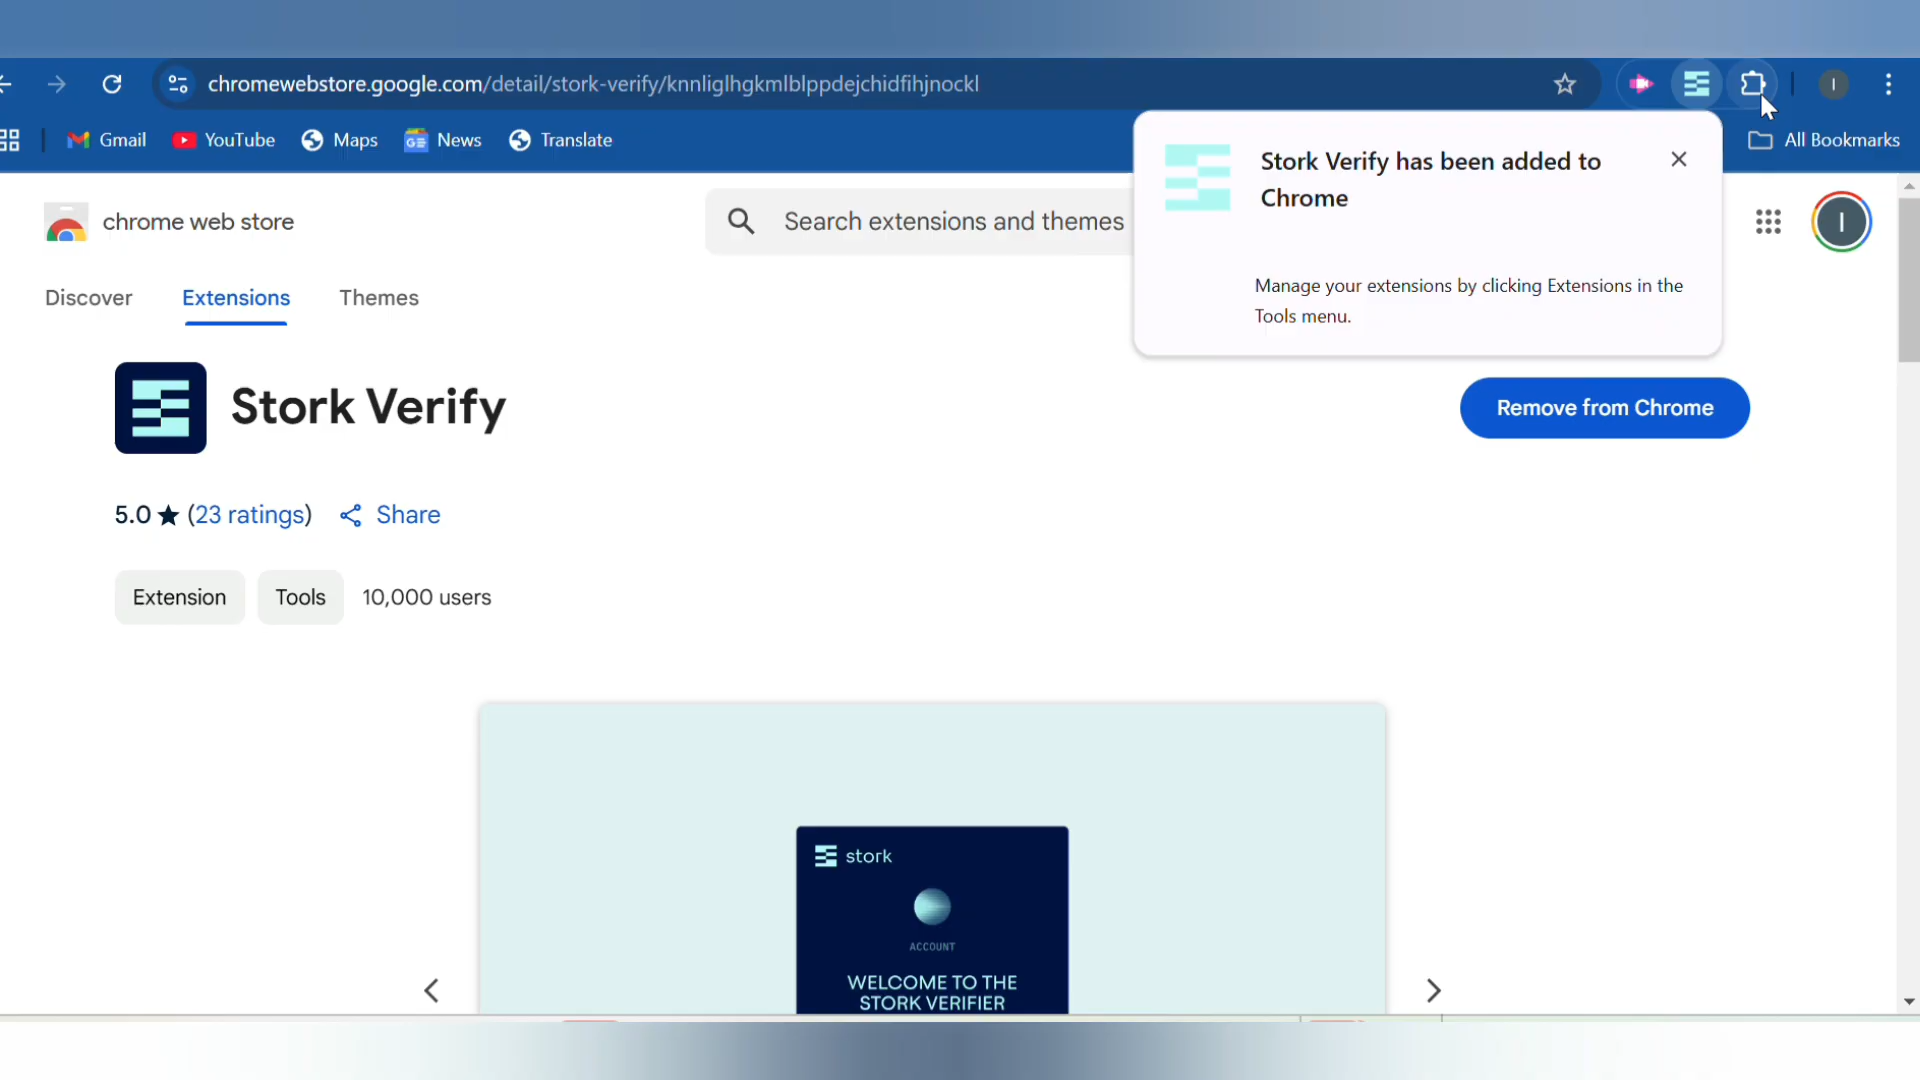 chromewebstore.google.com/detail/stork-verify/knnliglhgkmlblppdejchidfihjnockl
I
Gmail
YouTube
Maps
GE
News
Translate
All Bookmarks
Stork Verify has been added to
Chrome
Manage your extensions by clicking Extensions in the
Tools menu.
chrome web store
Search extensions and themes
I
Discover
Extensions
Themes
Stork Verify
Remove from Chrome
5.0 ★ (23 ratings)
Share
Extension
Tools
10,000 users
stork
ACCOUNT
WELCOME TO THE
STORK VERIFIER